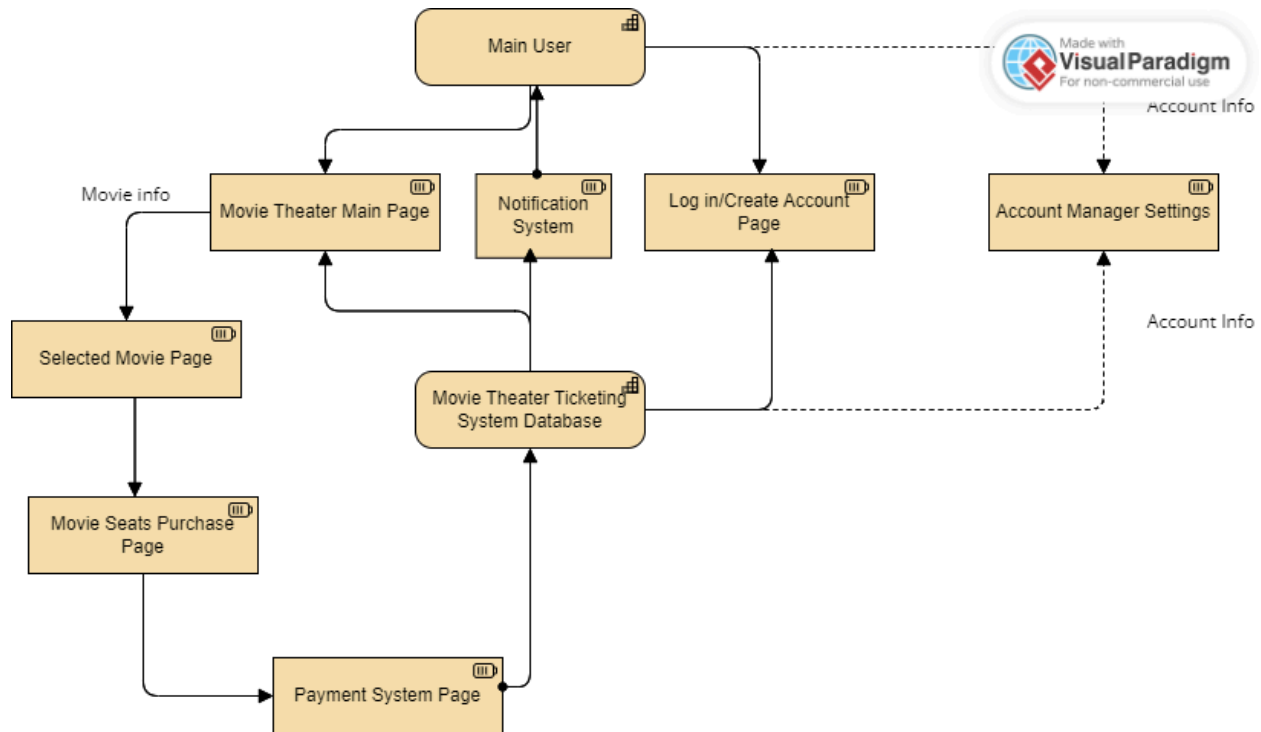 Main User
Made with
Visual Paradigm
For non-commercial use
Account Info
Movie info
Movie Theater Main Page
Notification
System
Log in/Create Account
Page
Account Manager Settings
Selected Movie Page
Account Info
Movie Theater Ticketing
System Database
Movie Seats Purchase
Page
Payment System Page